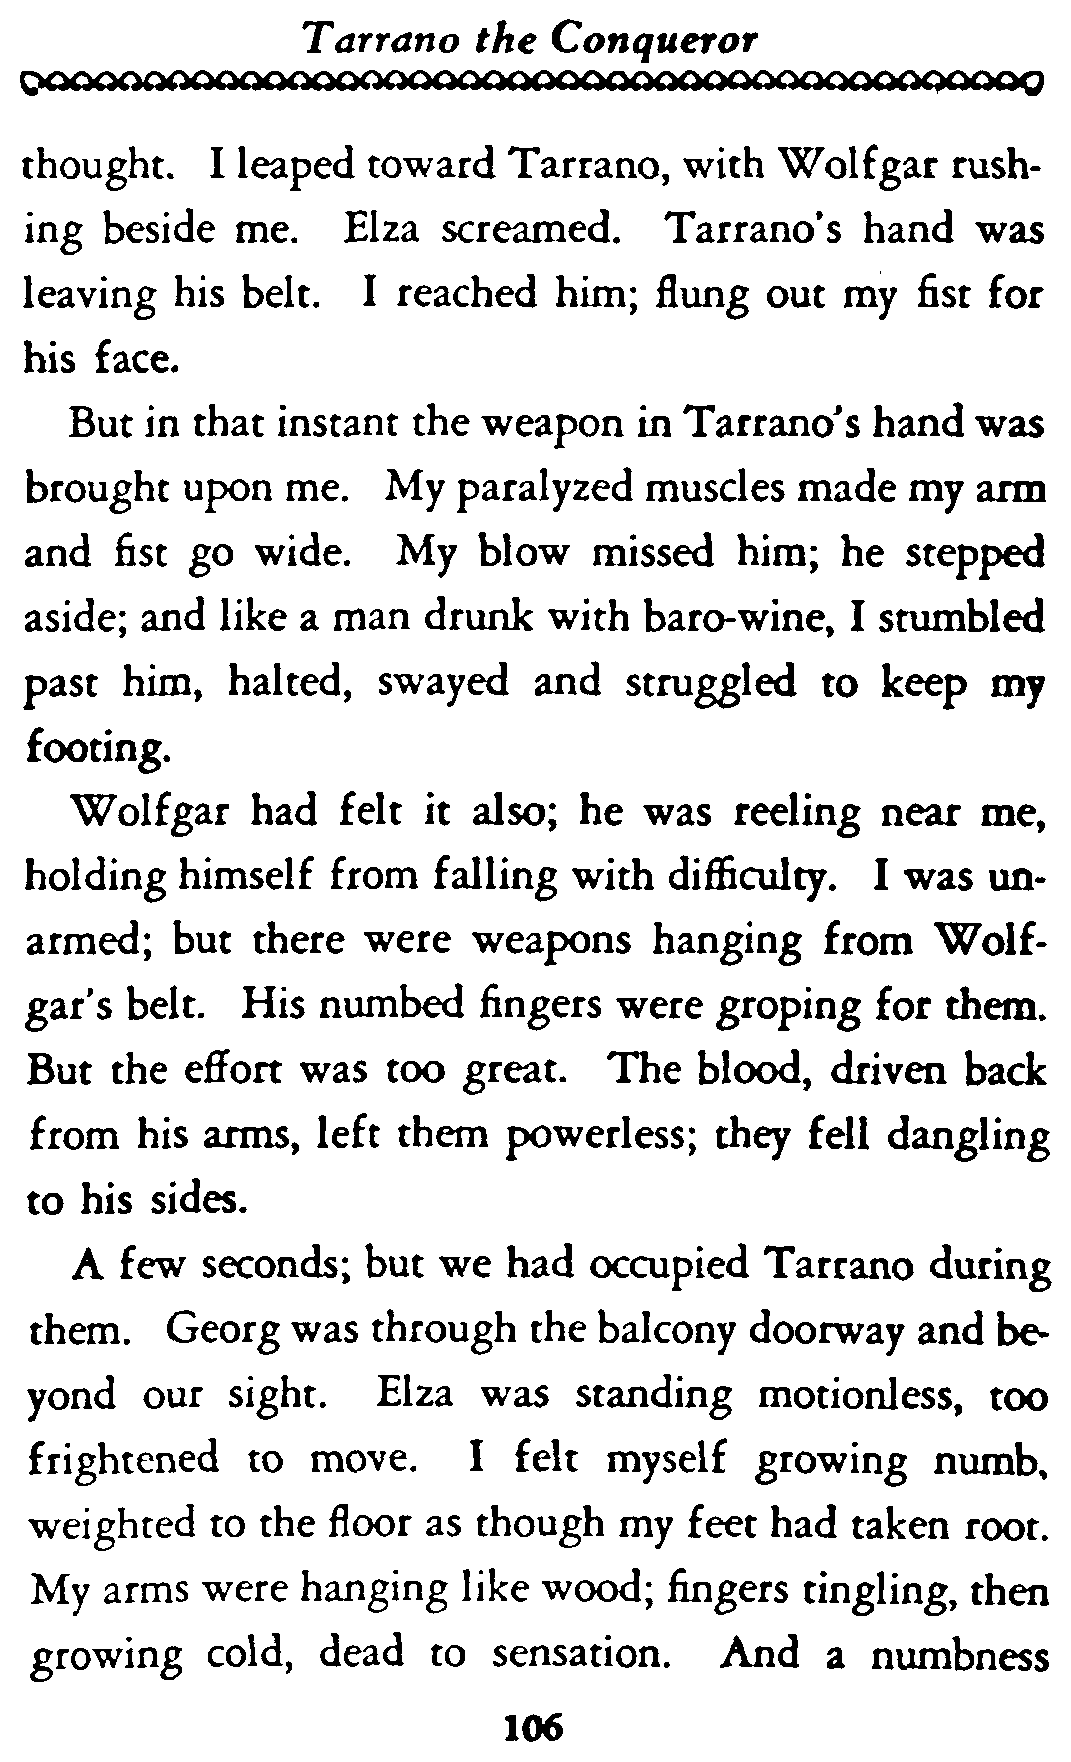 Tarrano the Conqueror
thought. I leaped toward Tarrano, with Wolfgar rush-
ing beside me. Elza screamed. Tarrano's hand was
leaving his belt. I reached him; flung out my fist for
his face.
But in that instant the weapon in Tarrano's hand was
brought upon me. My paralyzed muscles made my arm
and fist go wide. My blow missed him; he stepped
aside; and like a man drunk with baro-wine, I stumbled
past him, halted, swayed and struggled to keep my
footing.
Wolfgar had felt it also; he was reeling near me,
holding himself from falling with difficulty. I was un-
armed; but there were weapons hanging from Wolf-
gar's belt. His numbed fingers were groping for them.
But the effort was too great. The blood, driven back
from his arms, left them powerless; they fell dangling
to his sides.
A few seconds; but we had occupied Tarrano during
them. Georg was through the balcony doorway and be-
yond our sight. Elza was standing motionless, too
frightened to move. I felt myself growing numb,
weighted to the floor as though my feet had taken root.
My arms were hanging like wood; fingers tingling, then
growing cold, dead to sensation. And a numbness
106